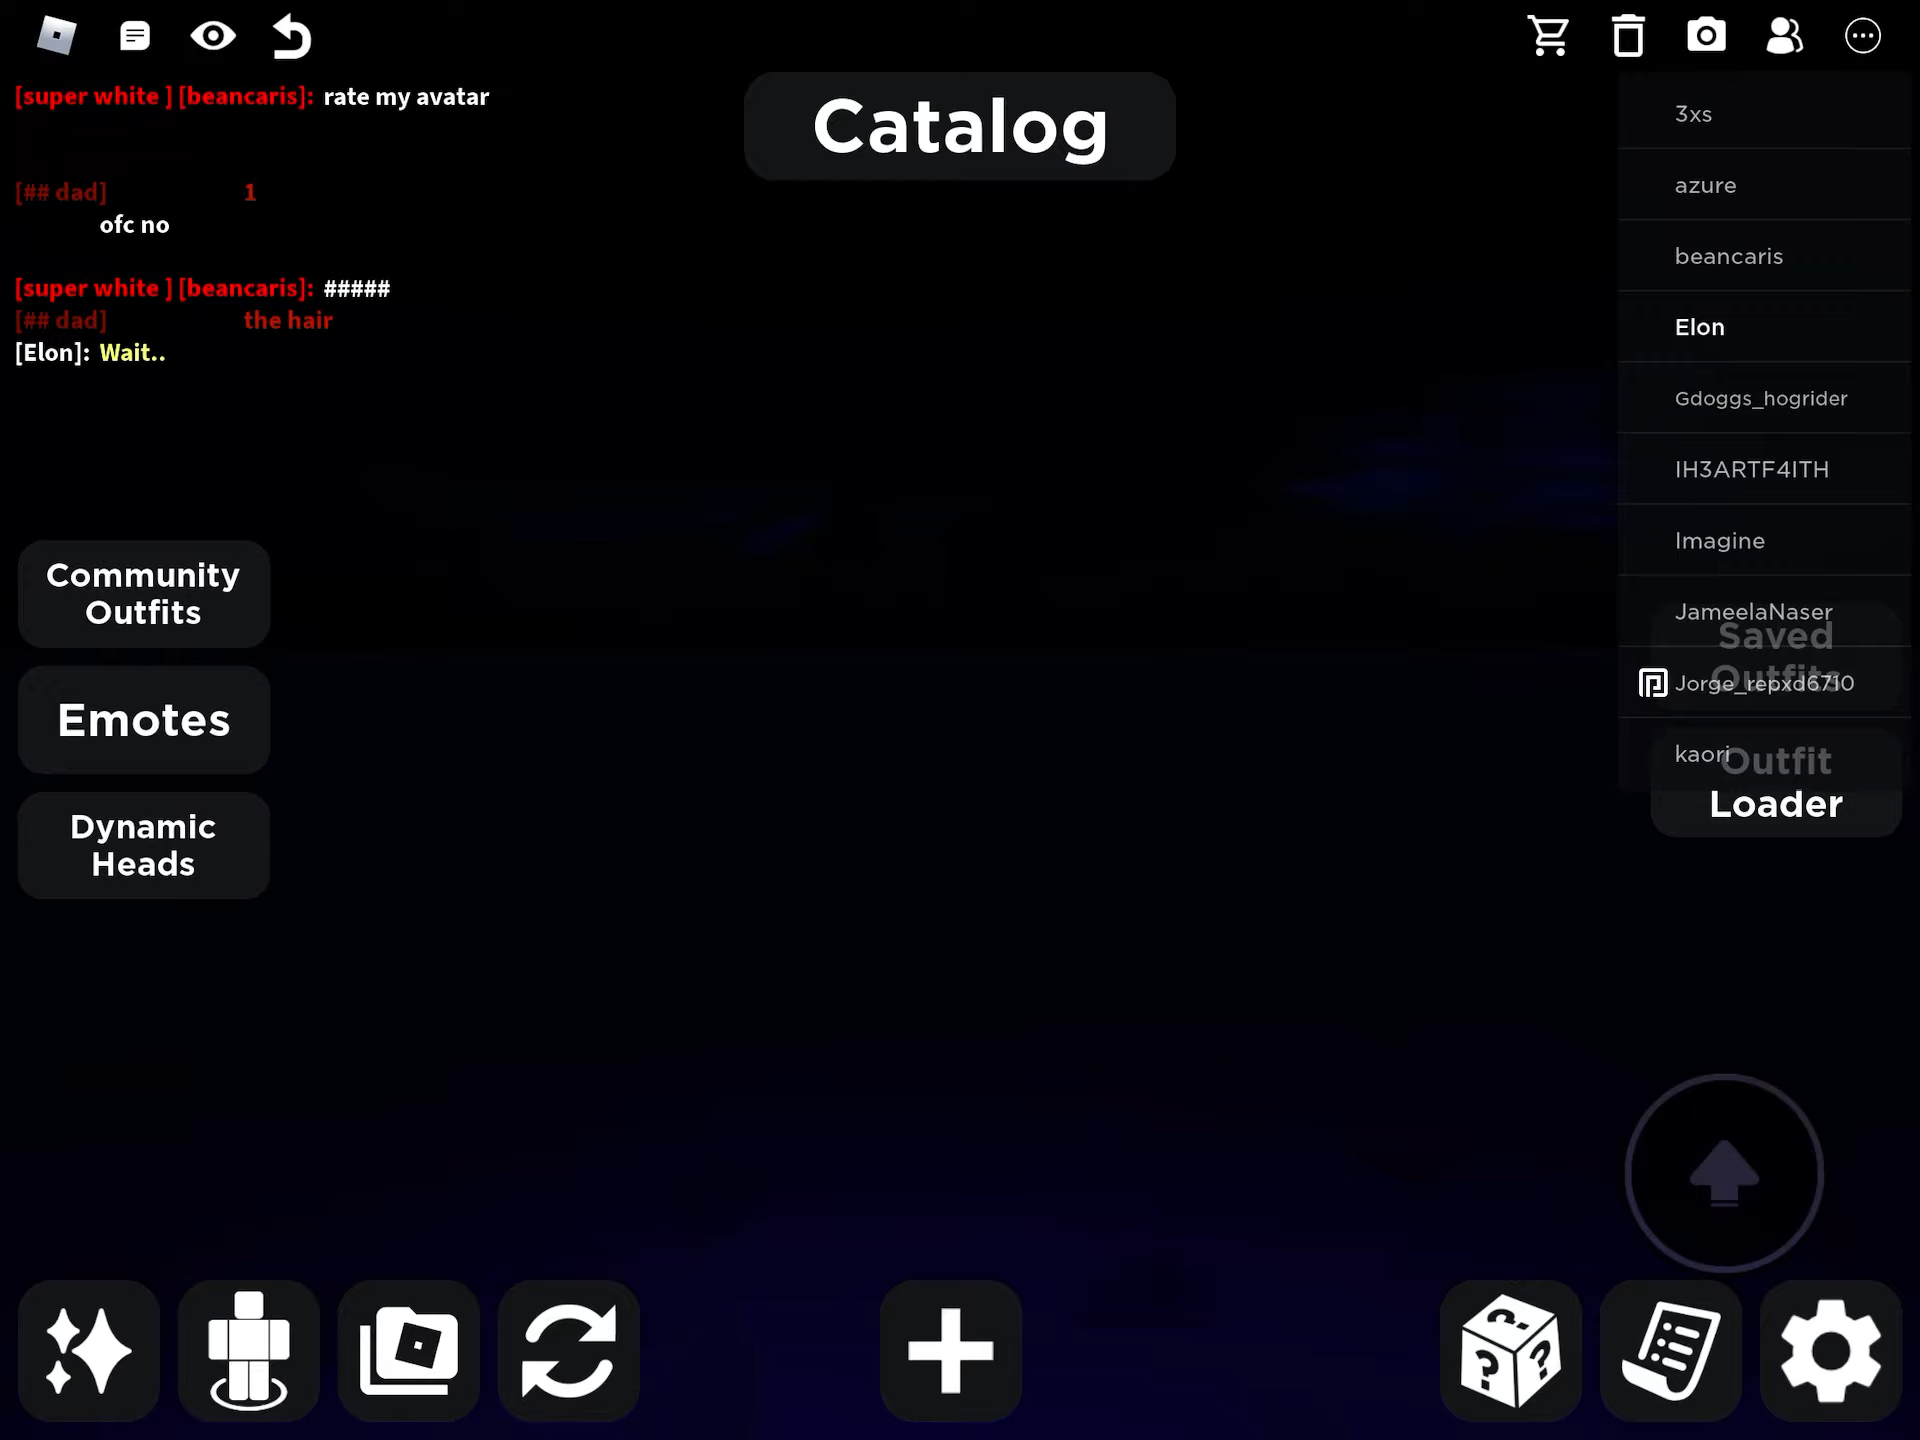 [super white ] [beancaris]: rate my avatar
[## dad] 1
ofc no
[super white ] [beancaris]: #####
[## dad] the hair
[Elon]: Wait..
Catalog
3xs
azure
beancaris
Elon
Gdoggs_hogrider
IH3ARTF4ITH
Imagine
JameelaNaser
Jorge_repxd6710
kaori
Saved
Outfits
Outfit
Loader
Community
Outfits
Emotes
Dynamic
Heads